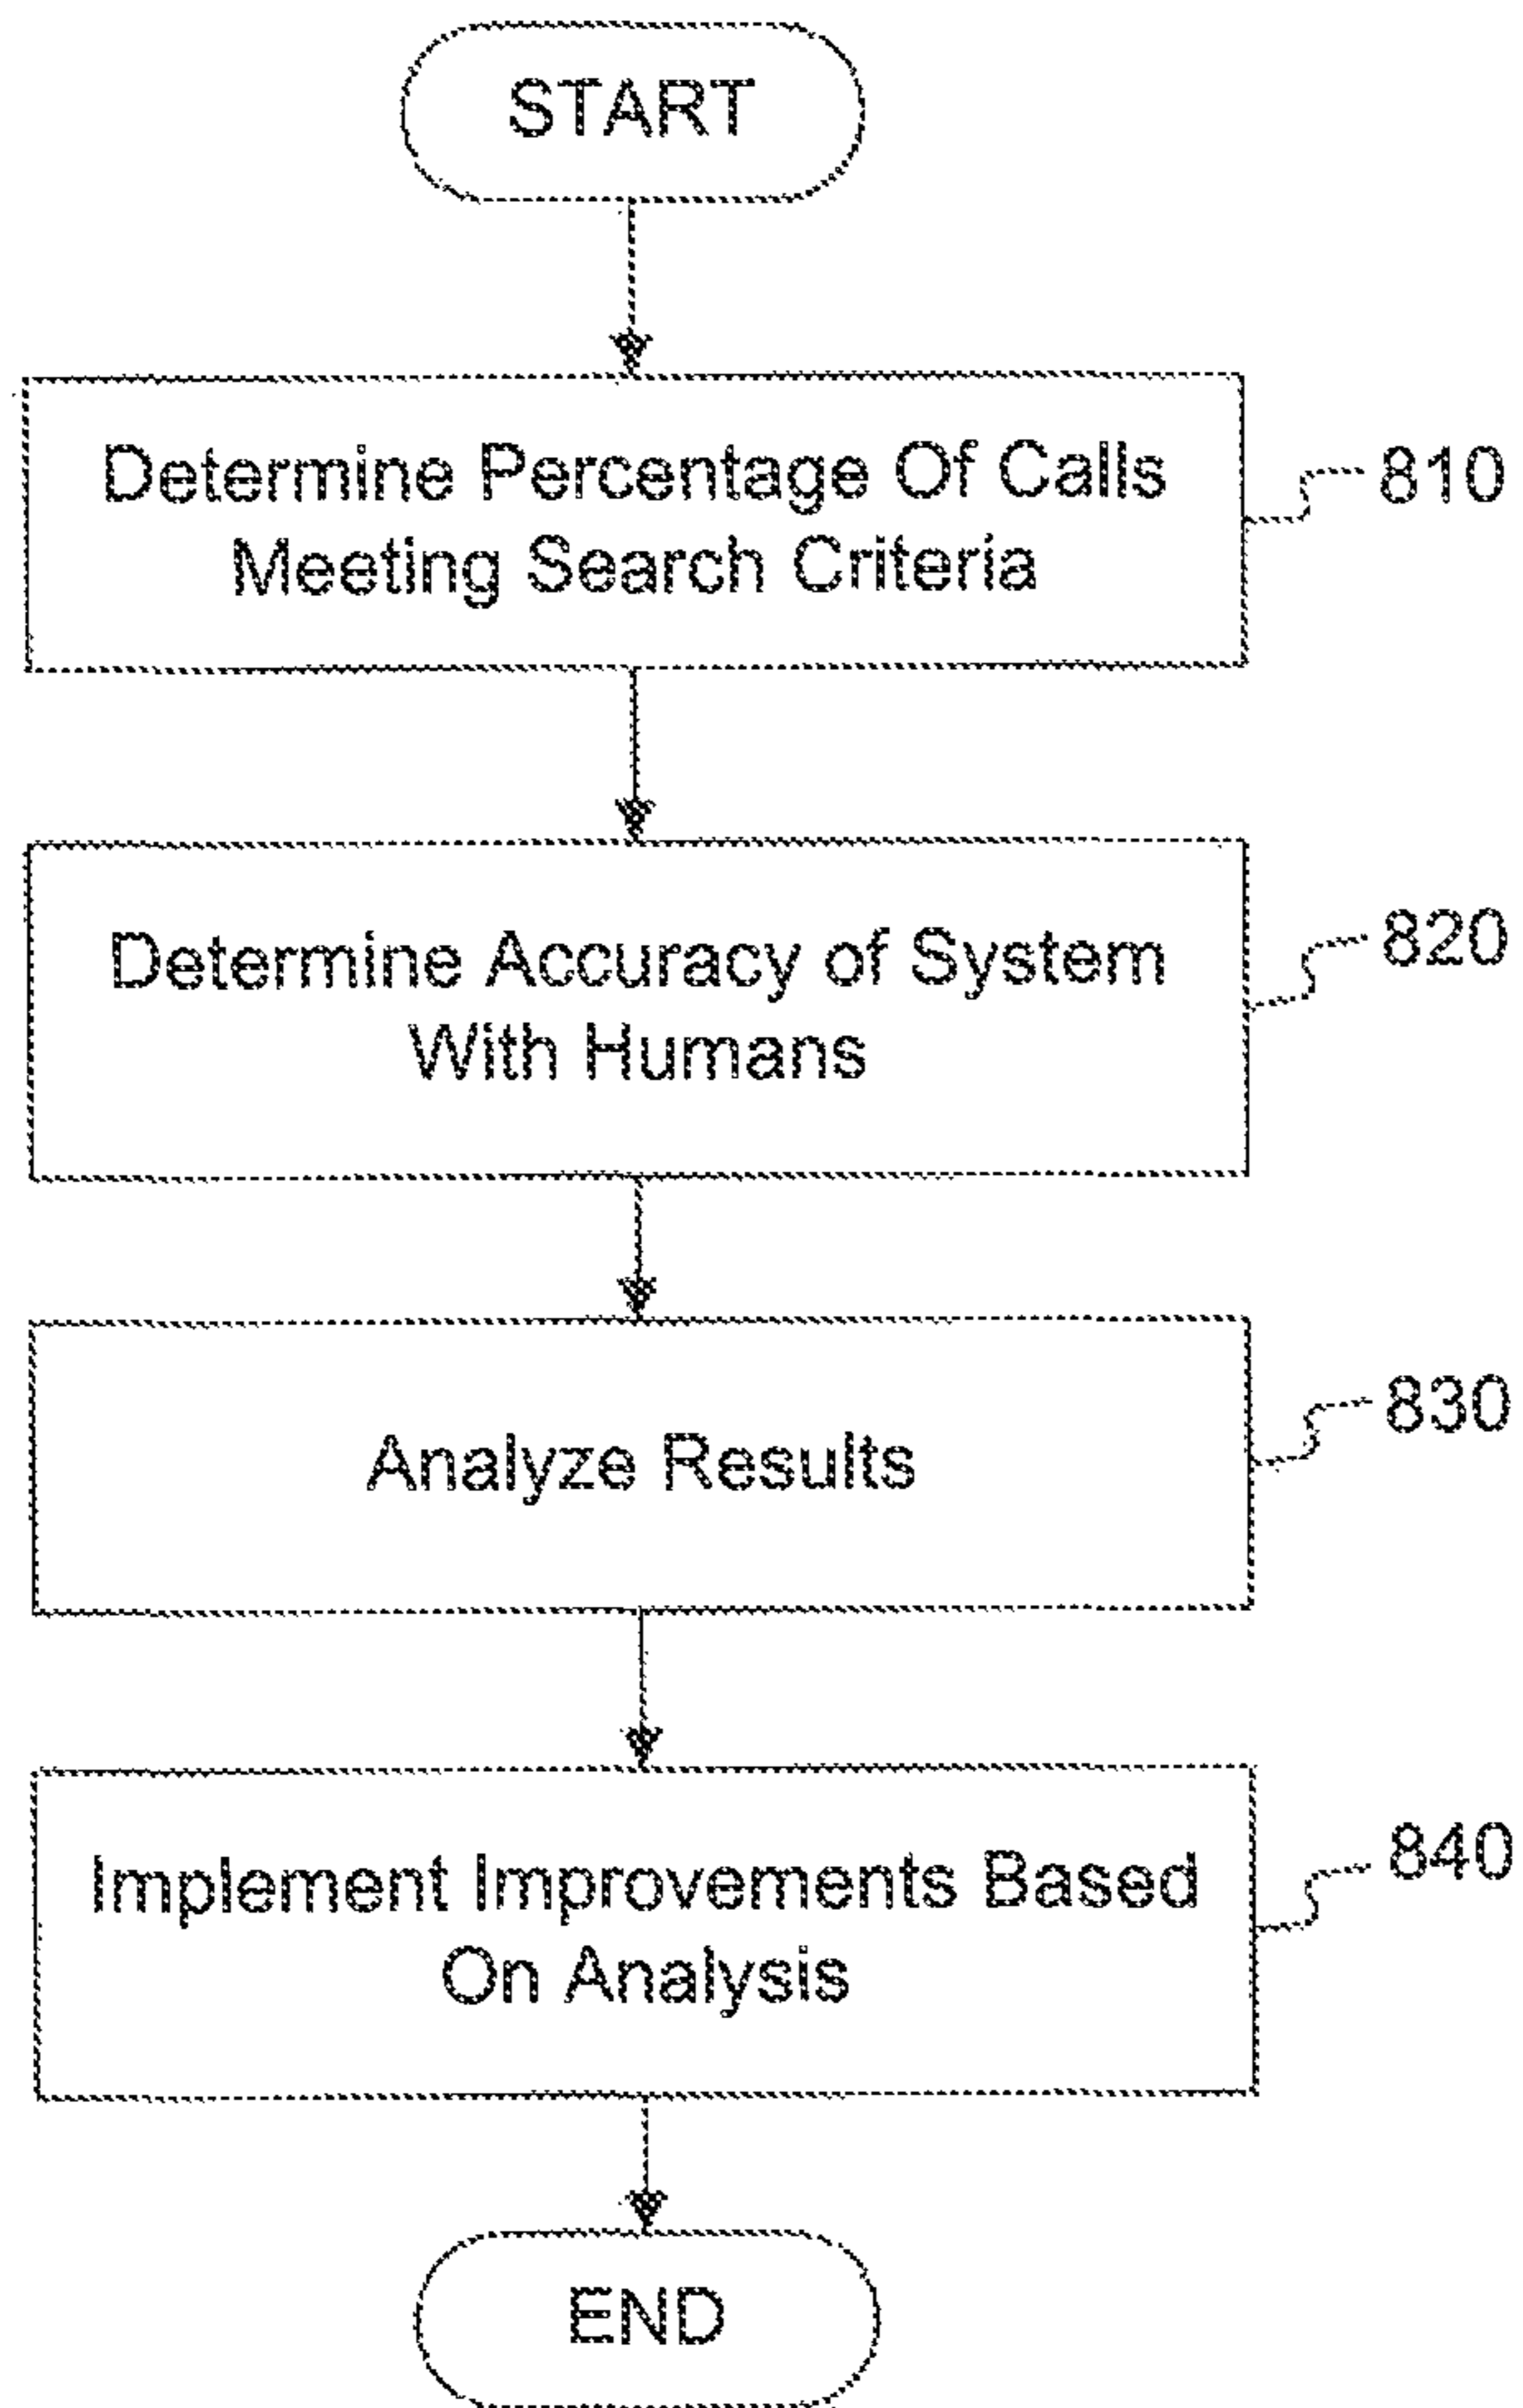 START
Determine Percentage Of Calls
Meeting Search Criteria
810
Determine Accuracy of System
With Humans
820
Analyze Results
830
Implement Improvements Based
On Analysis
840
END